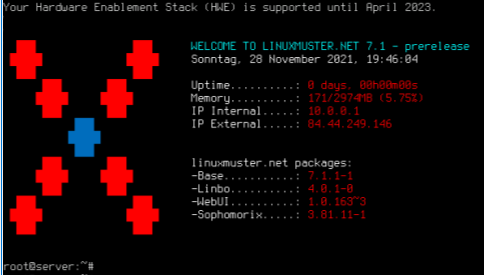 Your Hardware Enablement Stack (HWE) is supported until April 2023.
WELCOME TO LINUXMUSTER.NET 7.1 - prerelease
Sonntag, 28 November 2021, 19:46:04
Uptime..........: 0 days, 00h00m00s
Memory..........: 171/2974MB (5.75%)
IP Internal.....: 10.0.0.1
IP External.....: 84.44.249.146
linuxmuster.net packages:
-Base...........: 7.1.1-1
-Linbo..........: 4.0.1-0
-WebUI..........: 1.0.163~3
-Sophomorix.....: 3.81.11-1
root@server:~#